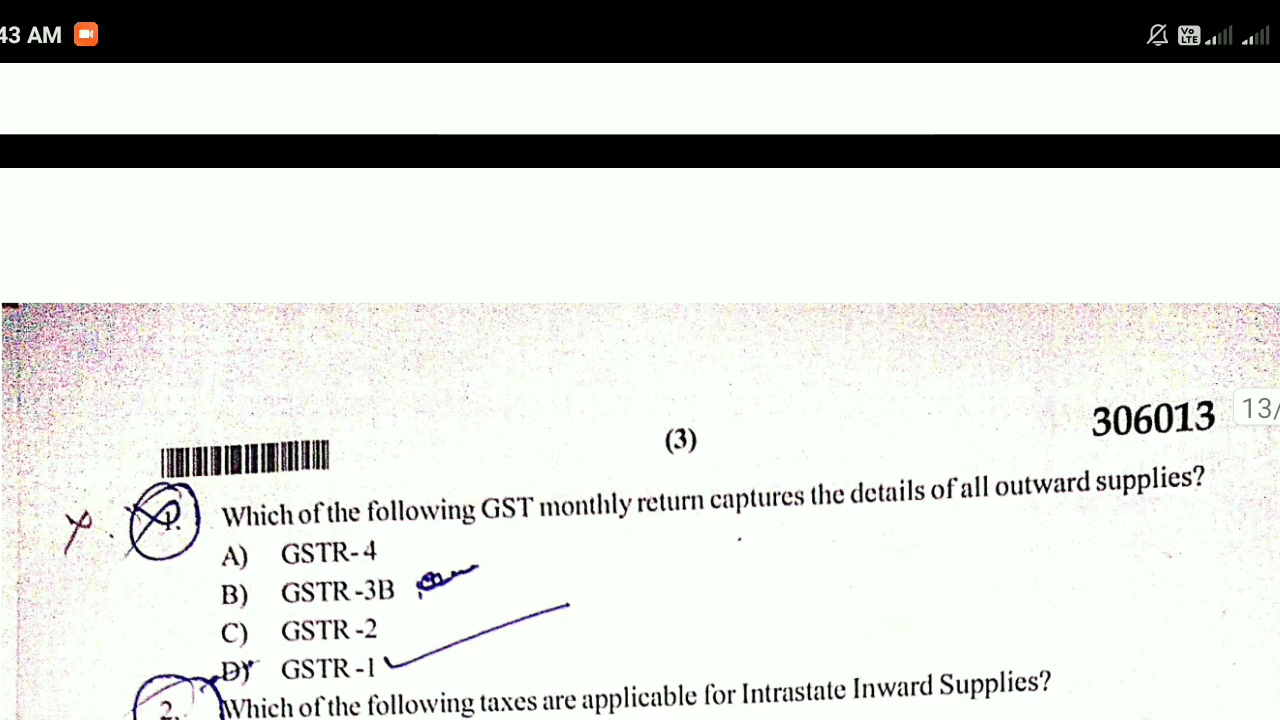 43 AM
Vo
LTE
13/
306013
(3)
1. Which of the following GST monthly return captures the details of all outward supplies?
A) GSTR-4
B) GSTR-3B
C) GSTR-2
D) GSTR-1
2. Which of the following taxes are applicable for Intrastate Inward Supplies?